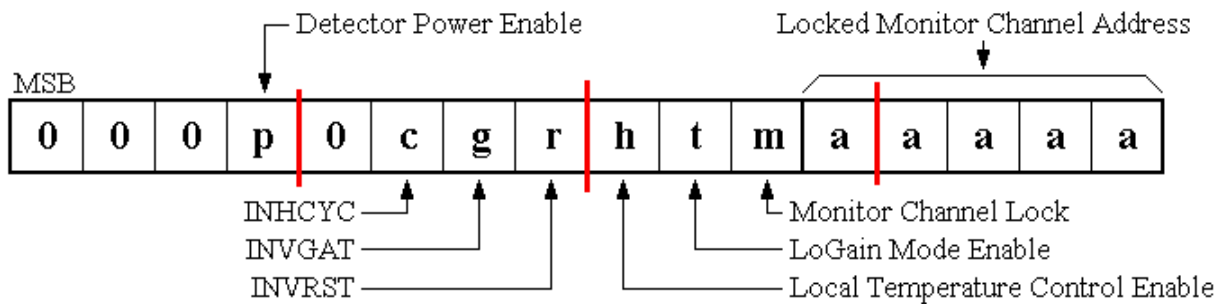 Detector Power Enable Locked Monitor Channel Address
MSB
0 0 0 p 0 c g r h t m a a a a a
INHCYC Monitor Channel Lock
INVGAT LoGain Mode Enable
INVRST Local Temperature Control Enable